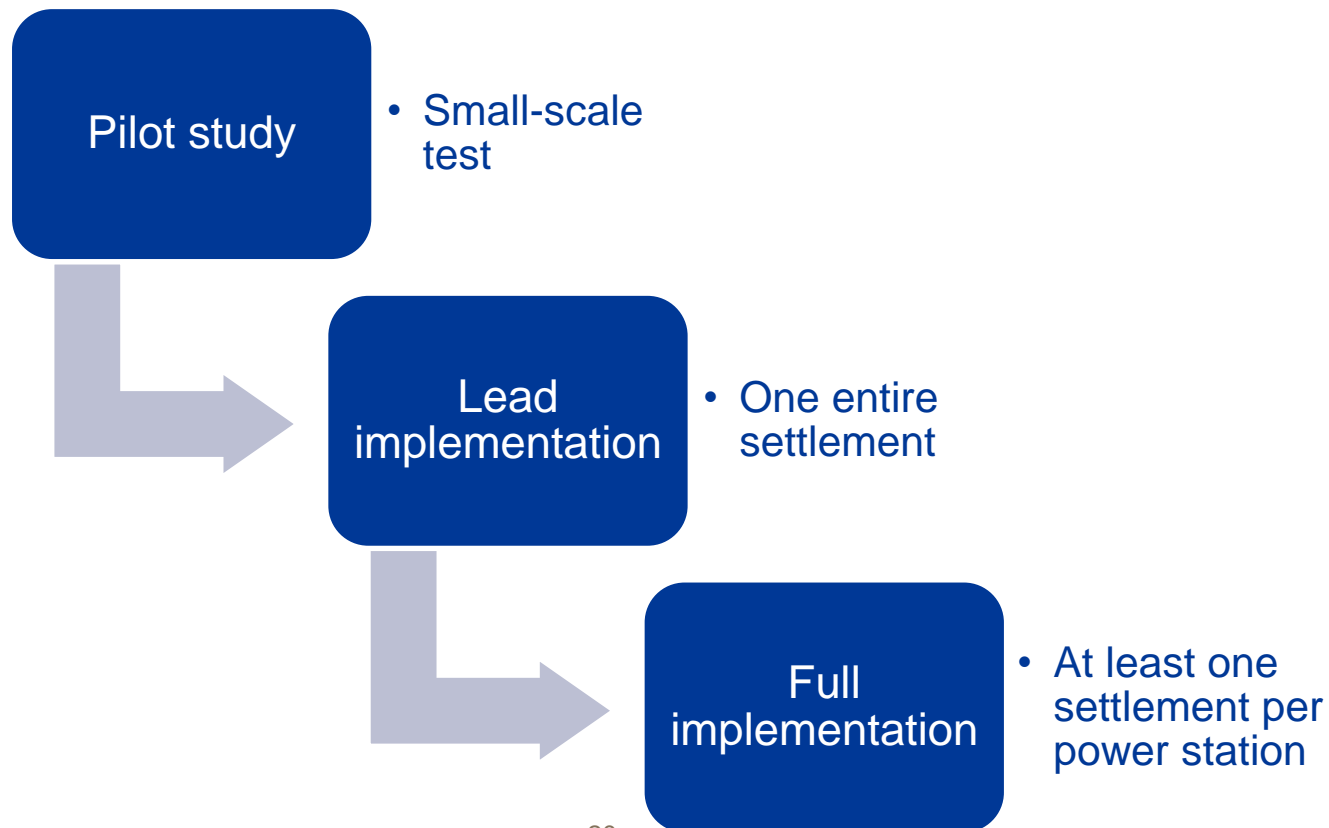 Pilot study
• Small-scale
test
Lead
implementation
• One entire
settlement
Full
implementation
• At least one
settlement per
power station